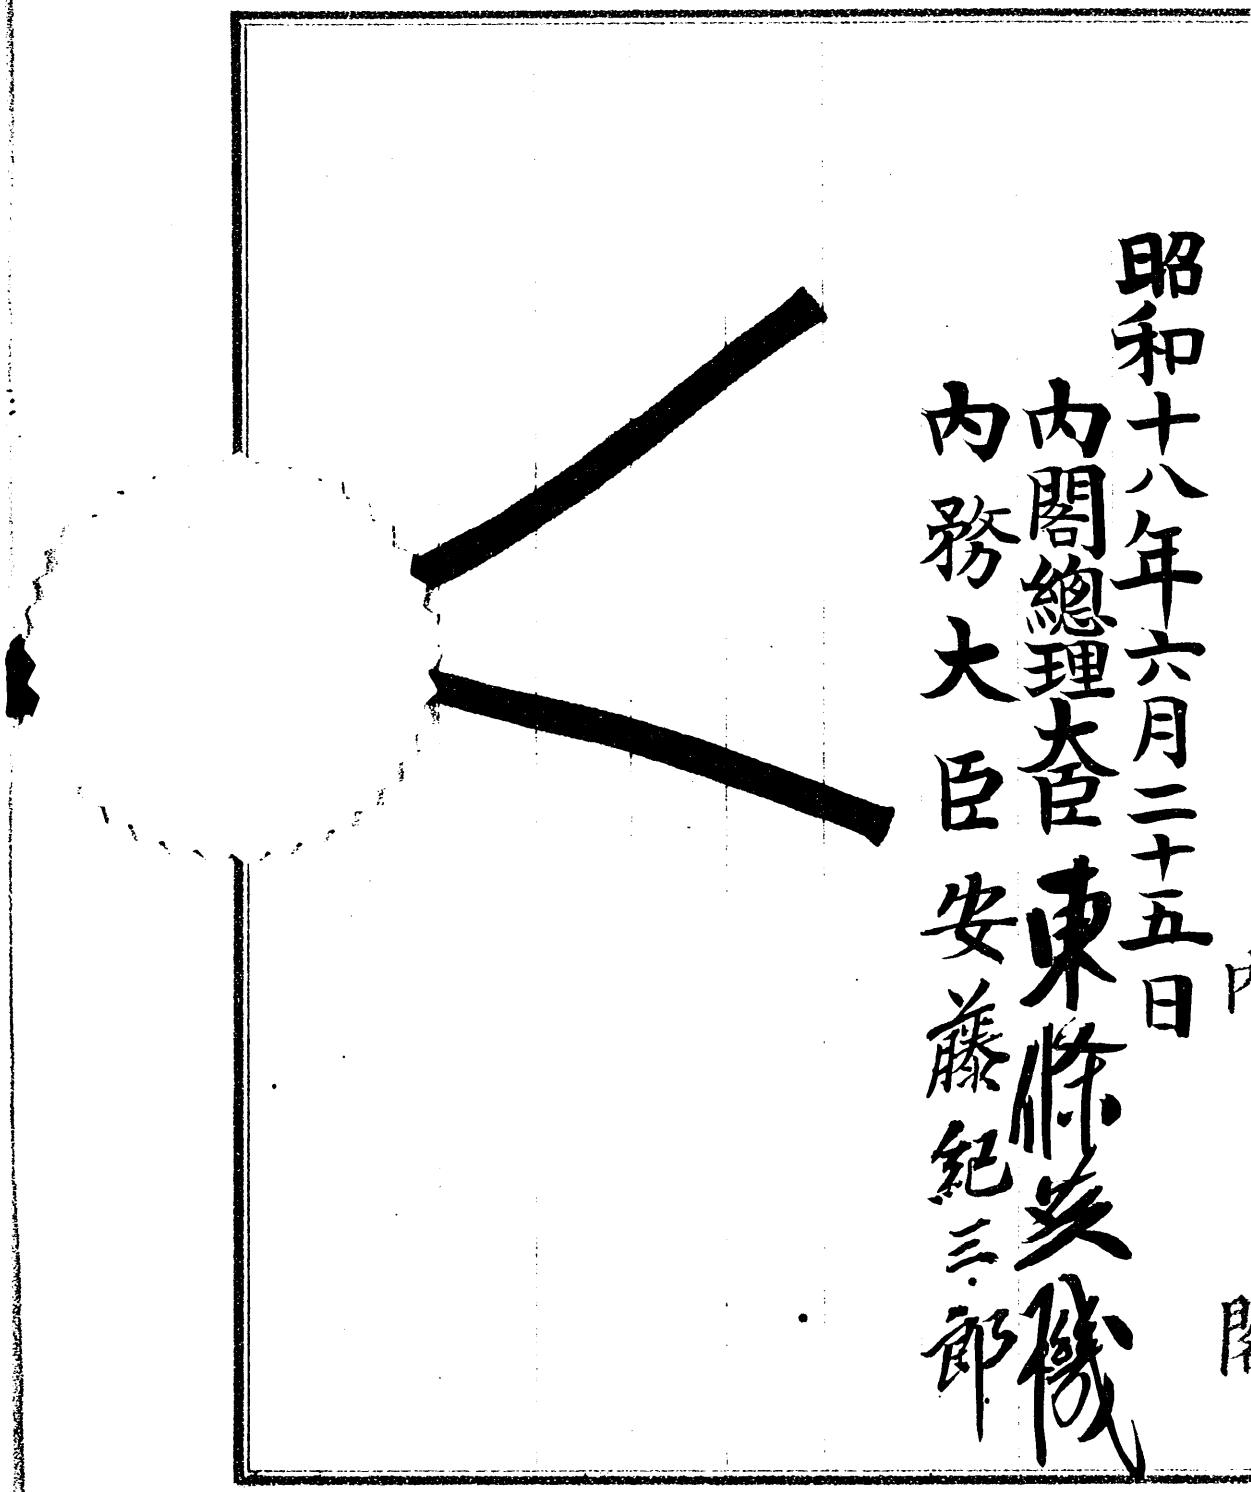 昭和十八年六月二十五日
内閣總理大臣東條英機
内務大臣安藤紀三郎